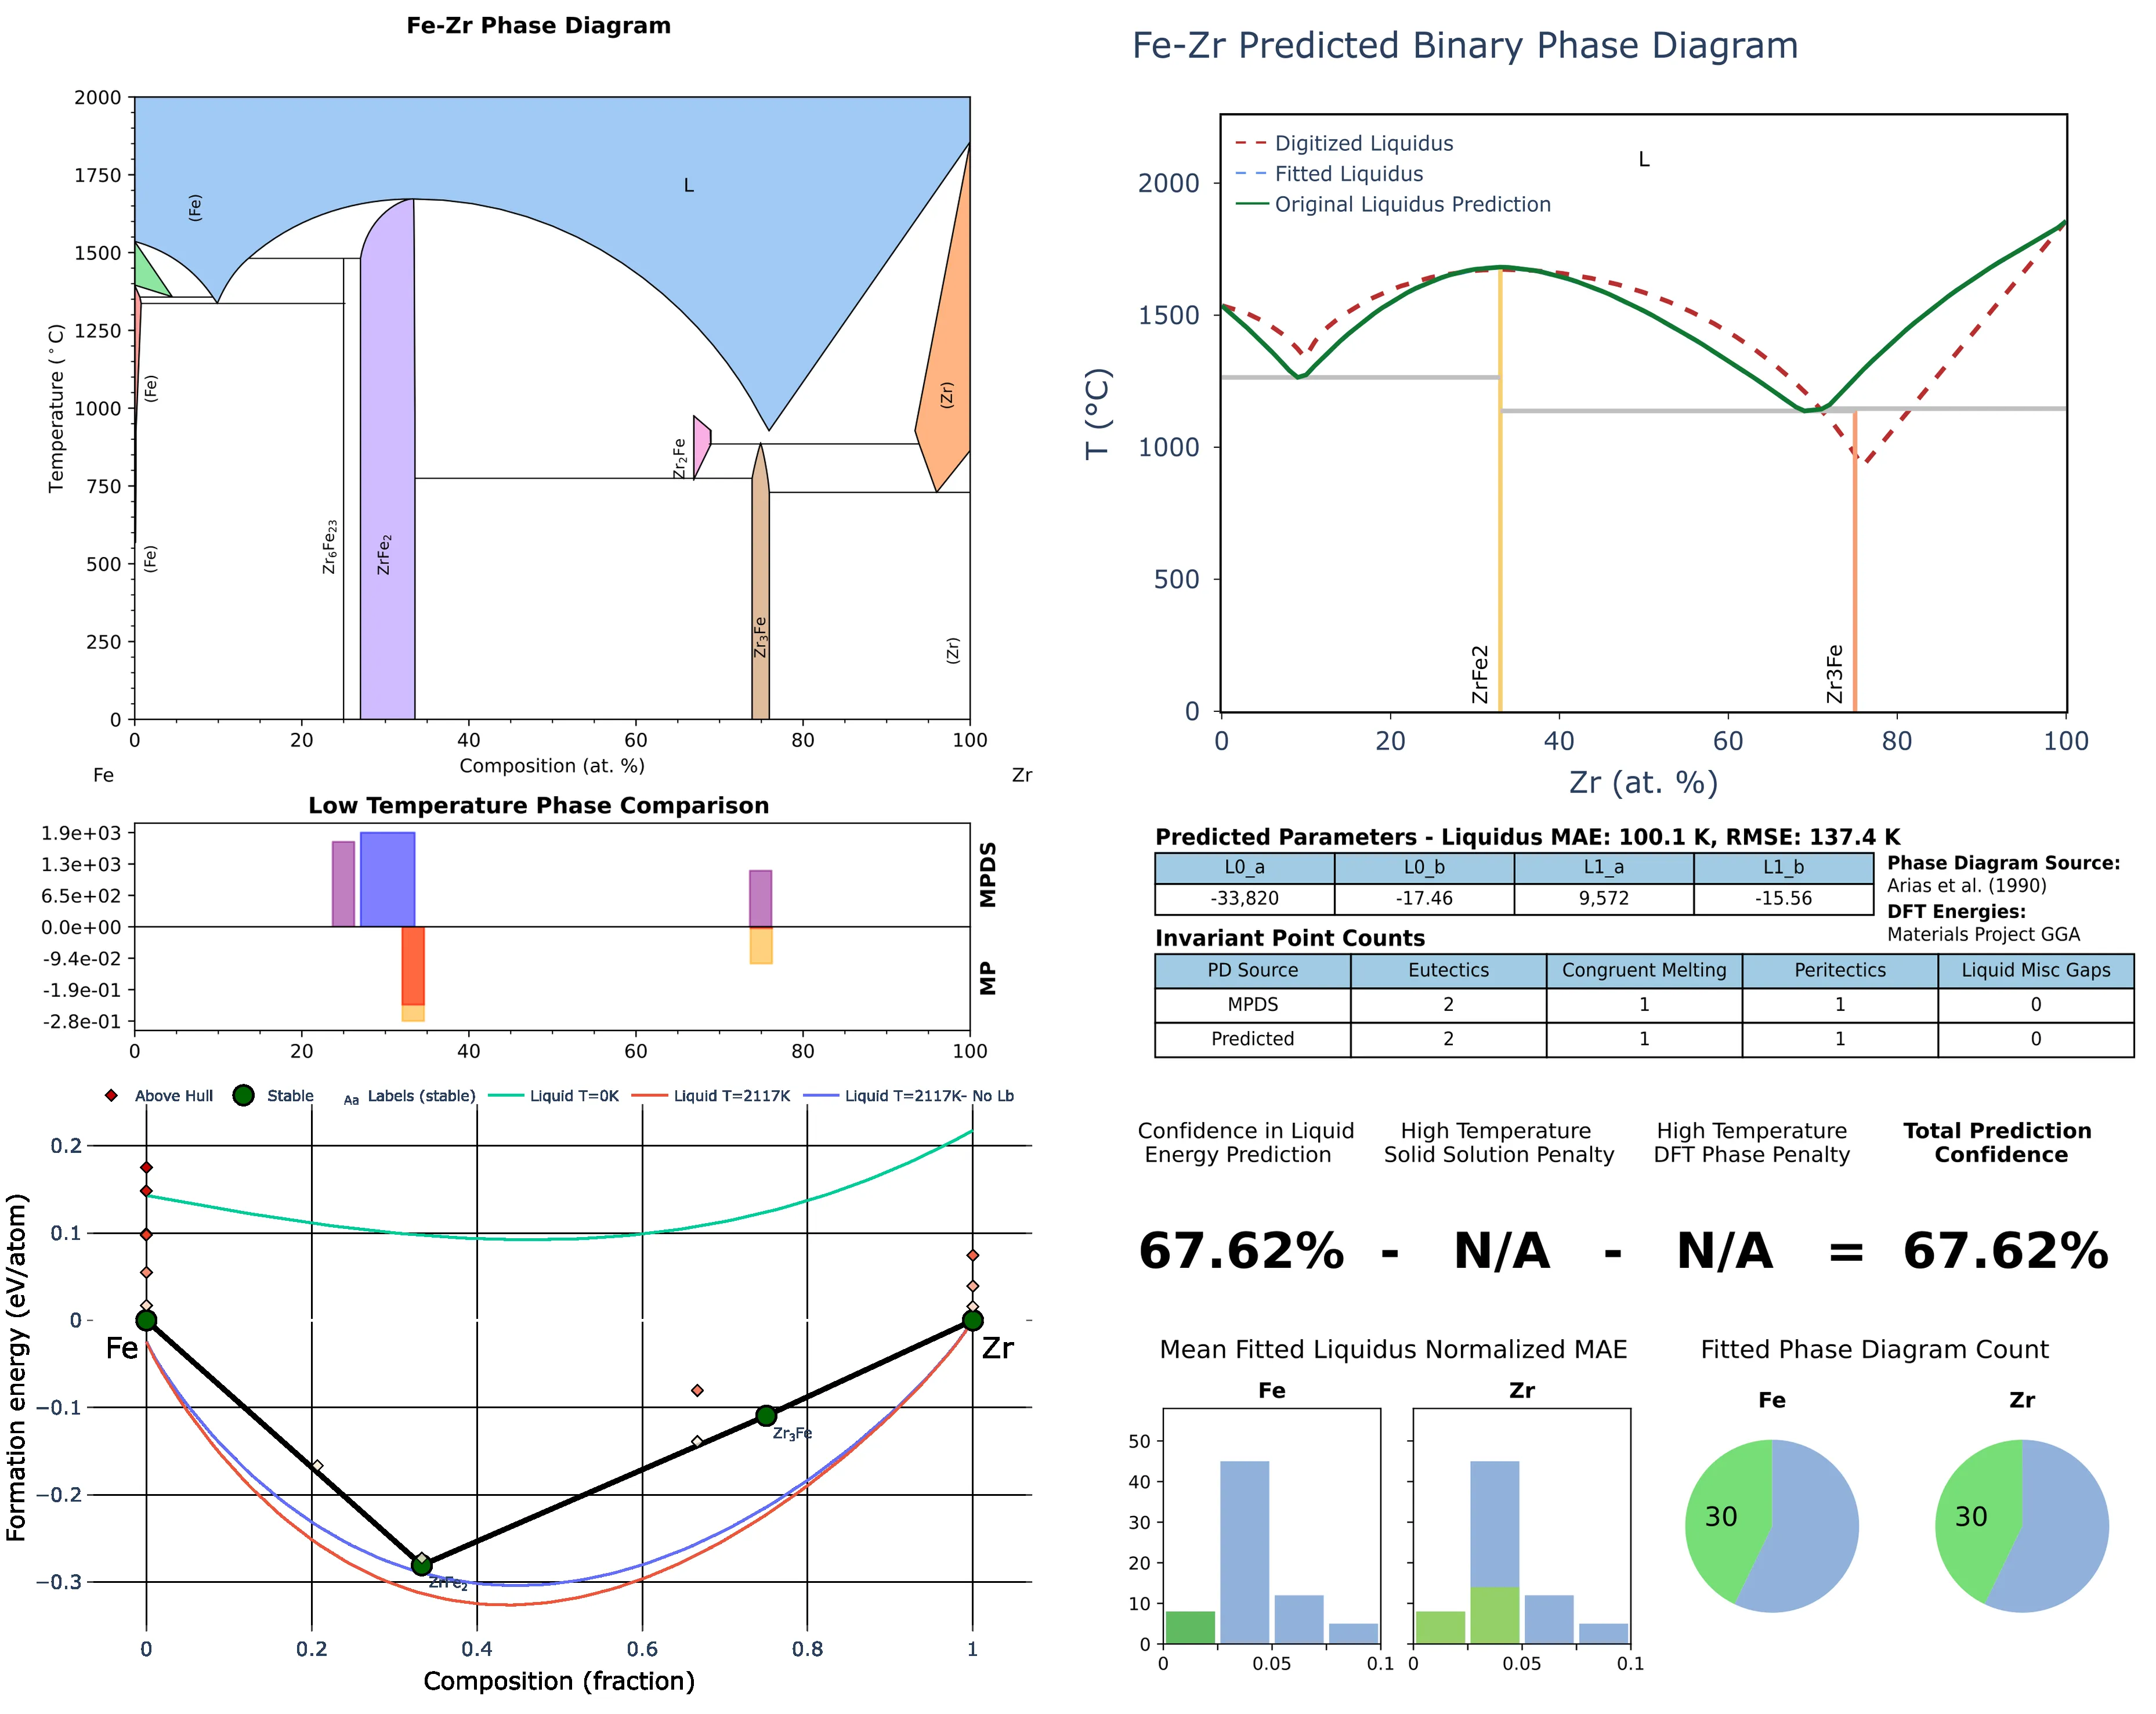 Fe-Zr Phase Diagram
2000
1750
1500
1250
1000
750
500
250
0
Temperature (°C)
(Fe)
L
(Fe)
(Fe)
Zr6Fe23
ZrFe2
Zr2Fe
Zr3Fe
(Zr)
(Zr)
0 20 40 60 80 100
Composition (at. %)
Fe Zr
Low Temperature Phase Comparison
1.9e+03
1.3e+03
6.5e+02
0.0e+00
-9.4e-02
-1.9e-01
-2.8e-01
MPDS
MP
0 20 40 60 80 100
Above Hull Stable Aa Labels (stable) Liquid T=0K Liquid T=2117K Liquid T=2117K- No Lb
0.2
0.1
0
−0.1
−0.2
−0.3
Formation energy (eV/atom)
Fe
Zr
Zr3Fe
ZrFe2
0 0.2 0.4 0.6 0.8 1
Composition (fraction)
Fe-Zr Predicted Binary Phase Diagram
Digitized Liquidus
Fitted Liquidus
Original Liquidus Prediction
L
2000
1500
1000
500
0
T (°C)
ZrFe2
Zr3Fe
0 20 40 60 80 100
Zr (at. %)
Predicted Parameters - Liquidus MAE: 100.1 K, RMSE: 137.4 K
L0_a L0_b L1_a L1_b
-33,820 -17.46 9,572 -15.56
Phase Diagram Source:
Arias et al. (1990)
DFT Energies:
Materials Project GGA
Invariant Point Counts
PD Source Eutectics Congruent Melting Peritectics Liquid Misc Gaps
MPDS 2 1 1 0
Predicted 2 1 1 0
Confidence in Liquid
Energy Prediction
High Temperature
Solid Solution Penalty
High Temperature
DFT Phase Penalty
Total Prediction
Confidence
67.62% - N/A - N/A = 67.62%
Mean Fitted Liquidus Normalized MAE
Fe Zr
50
40
30
20
10
0
0 0.05 0.1
0 0.05 0.1
Fitted Phase Diagram Count
Fe Zr
30 30